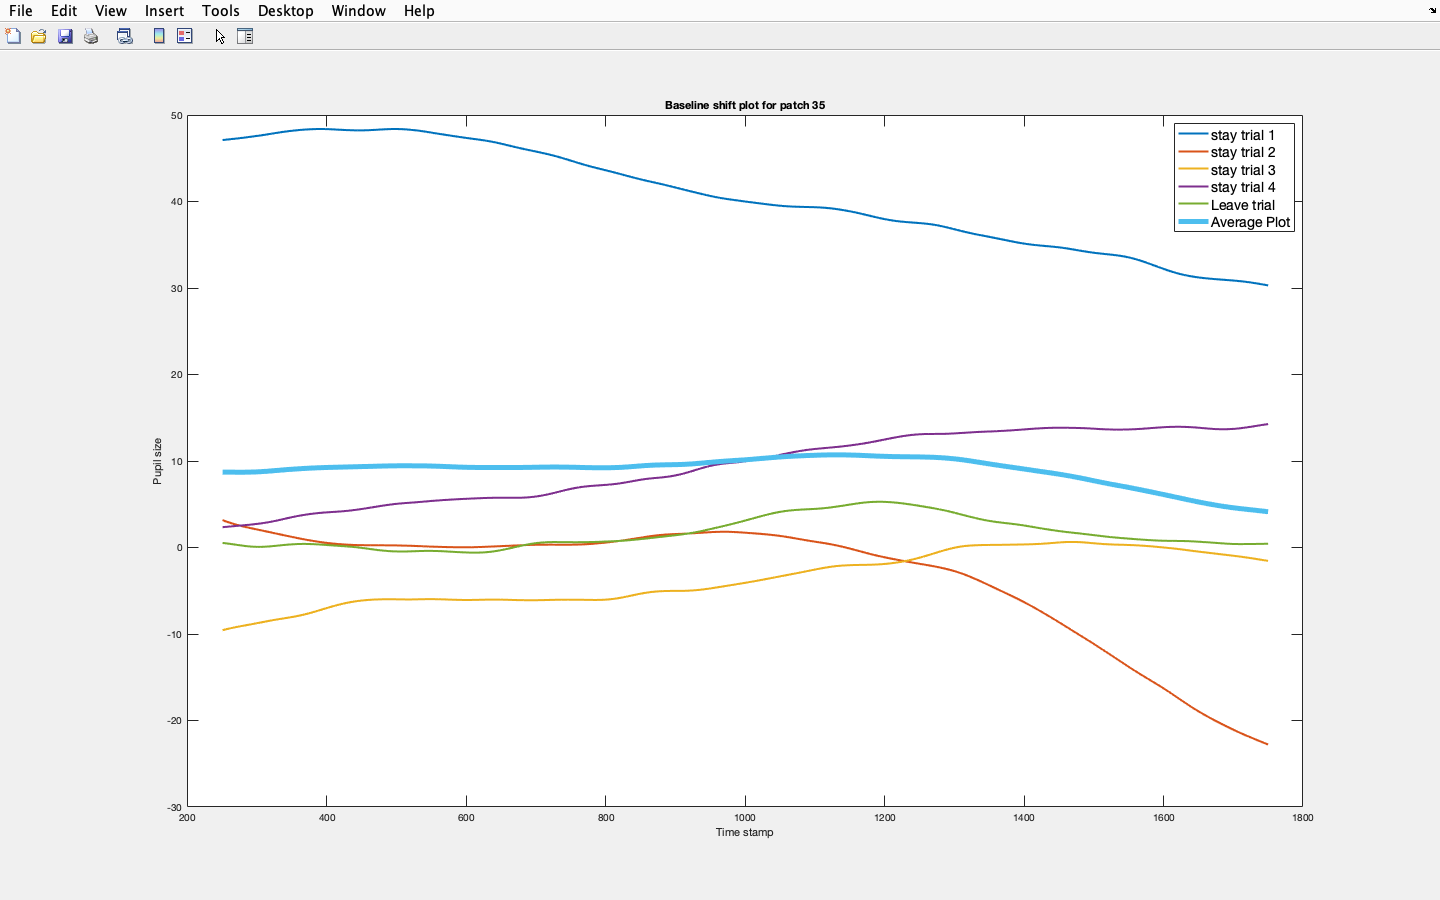 File Edit View Insert Tools Desktop Window Help
Baseline shift plot for patch 35
50
40
30
20
10
0
-10
-20
-30
Pupil size
stay trial 1
stay trial 2
stay trial 3
stay trial 4
Leave trial
Average Plot
200 400 600 800 1000 1200 1400 1600 1800
Time stamp